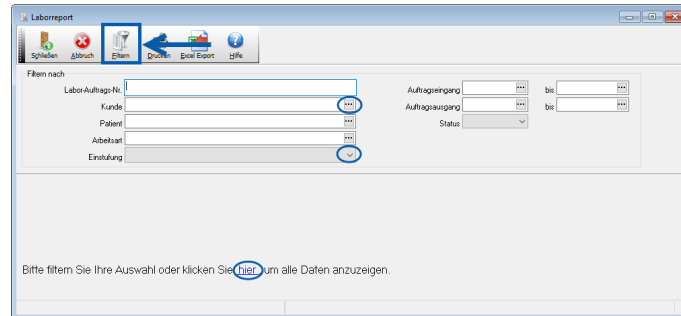 Laborreport
Schließen Abbruch Filtern Drucken Excel Export Hilfe
Filtern nach
Labor-Auftrags-Nr. Auftragseingang bis
Kunde Auftragsausgang bis
Patient Status
Arbeitsart
Einstufung
Bitte filtern Sie Ihre Auswahl oder klicken Sie hier um alle Daten anzuzeigen.